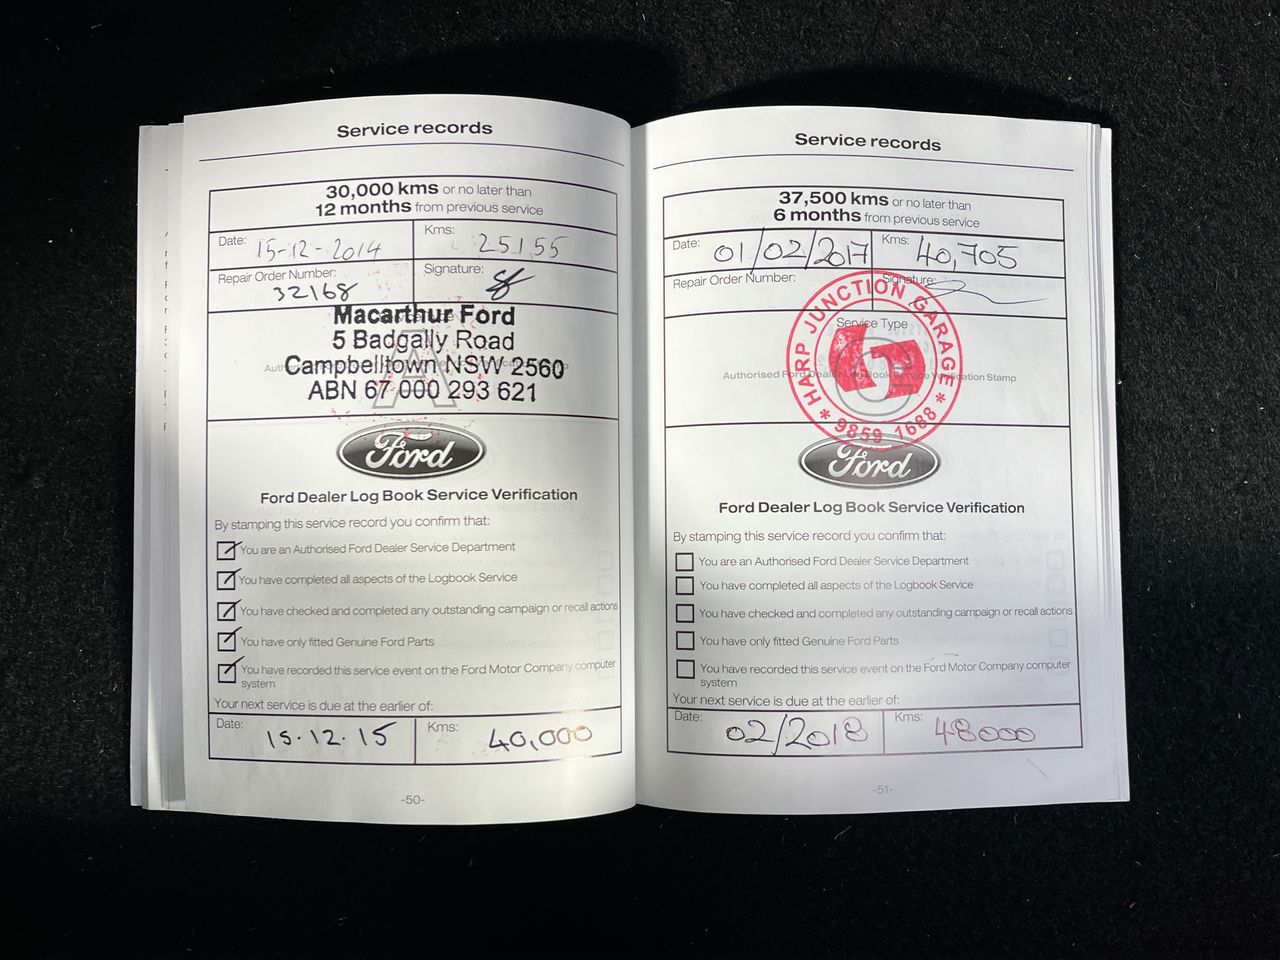 Service records
30,000 kms or no later than
12 months from previous service
Date: 15-12-2014 Kms: 25155
Repair Order Number: 32168 Signature:
Macarthur Ford
5 Badgally Road
Campbelltown NSW 2560
ABN 67 000 293 621
A
Ford
Ford Dealer Log Book Service Verification
By stamping this service record you confirm that:
You are an Authorised Ford Dealer Service Department
You have completed all aspects of the Logbook Service
You have checked and completed any outstanding campaign or recall actions
You have only fitted Genuine Ford Parts
You have recorded this service event on the Ford Motor Company computer
system
Your next service is due at the earlier of:
Date: 15.12.15 Kms: 40,000
-50-
Service records
37,500 kms or no later than
6 months from previous service
Date: 01/02/2017 Kms: 40,705
Repair Order Number: Signature:
HARP JUNCTION GARAGE
* 9859 1688 *
Service Type
C
Authorised Ford Dealer Log Book Service Verification Stamp
Ford
Ford Dealer Log Book Service Verification
By stamping this service record you confirm that:
You are an Authorised Ford Dealer Service Department
You have completed all aspects of the Logbook Service
You have checked and completed any outstanding campaign or recall actions
You have only fitted Genuine Ford Parts
You have recorded this service event on the Ford Motor Company computer
system
Your next service is due at the earlier of:
Date: 02/2018 Kms: 48000
-51-